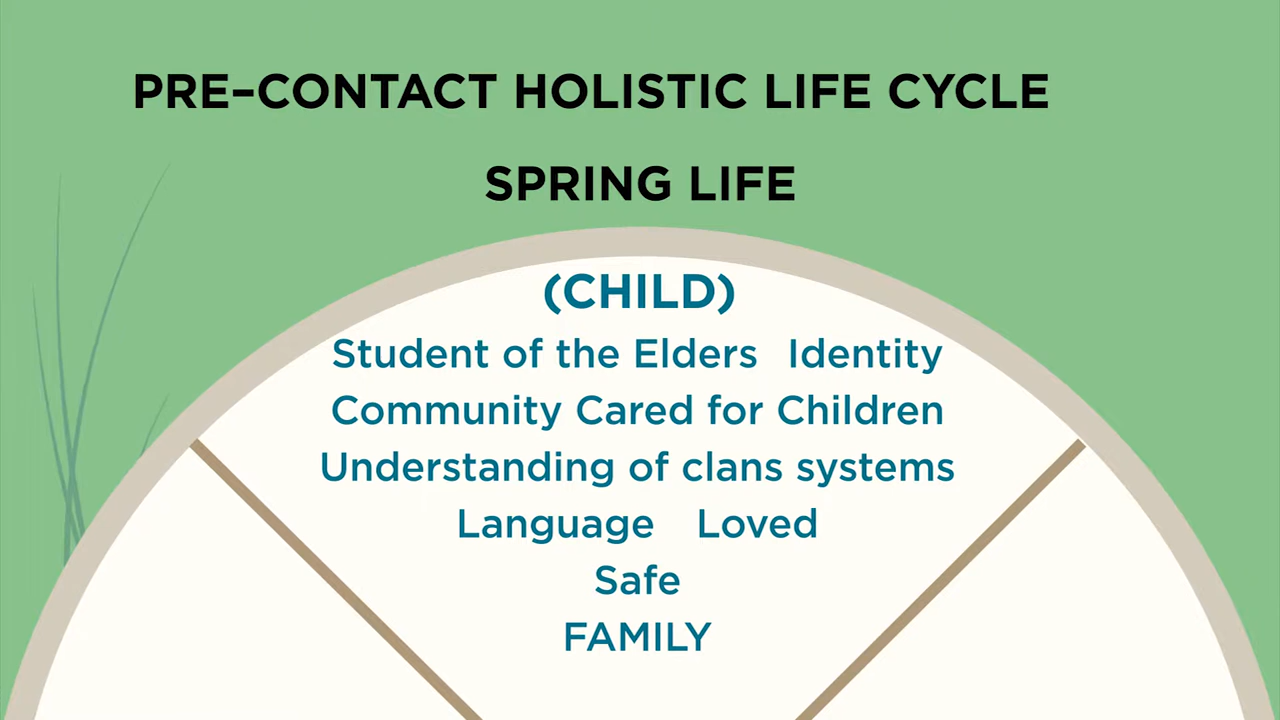 PRE–CONTACT HOLISTIC LIFE CYCLE
SPRING LIFE
(CHILD)
Student of the Elders Identity
Community Cared for Children
Understanding of clans systems
Language Loved
Safe
FAMILY